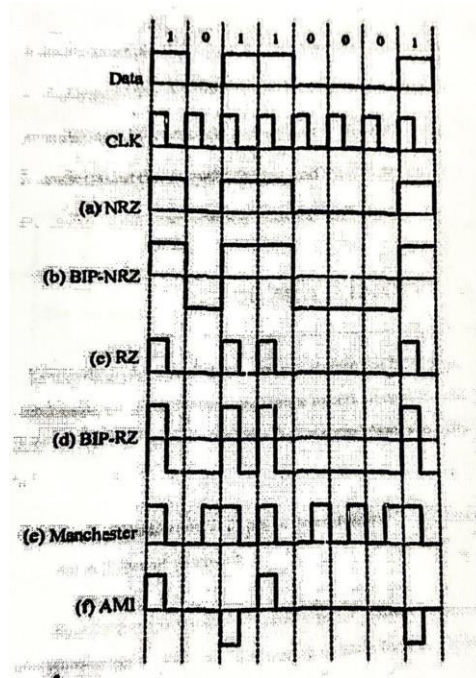 1 0 1 1 0 0 0 1
Data
CLK
(a) NRZ
(b) BIP-NRZ
(c) RZ
(d) BIP-RZ
(e) Manchester
(f) AMI